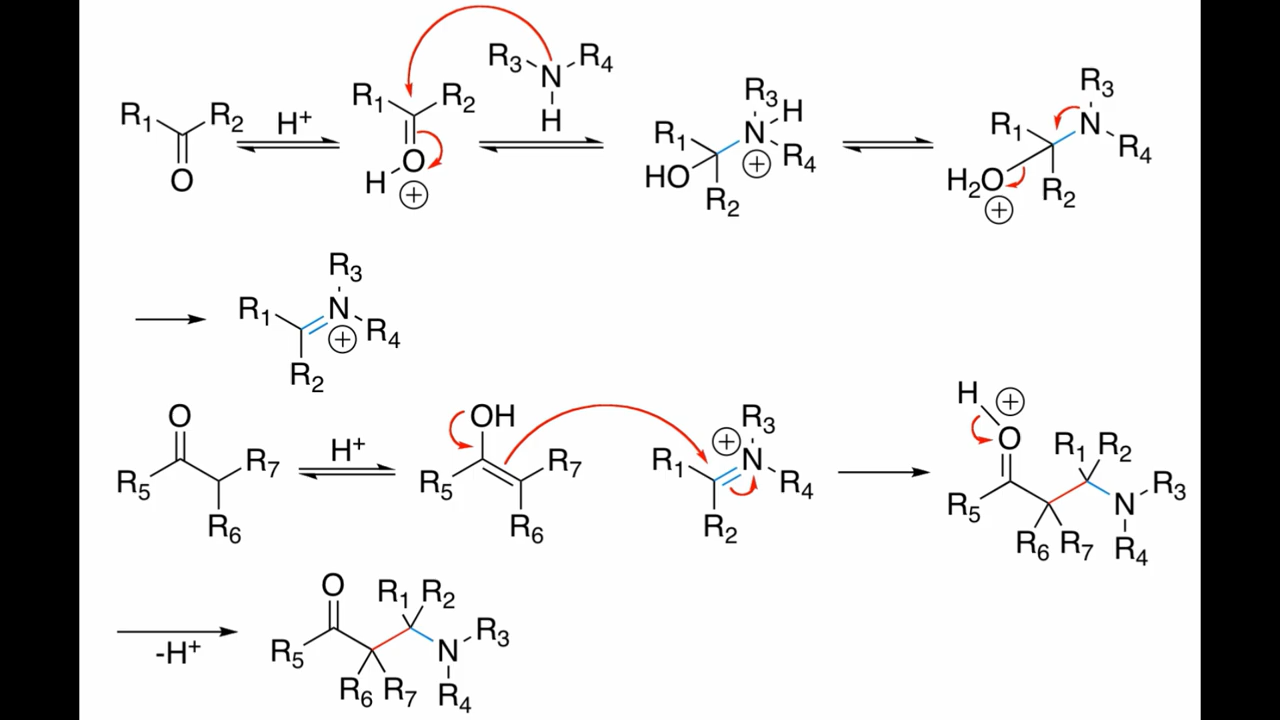 R₁ R₂ O
H⁺
R₁ R₂ H O ⊕
R₃ R₄ N H
R₃ H R₁ N R₄ ⊕ HO R₂
R₃ R₁ N R₄ H₂O ⊕ R₂
R₃ R₁ N R₄ ⊕ R₂
O R₅ R₇ R₆
H⁺
OH R₅ R₇ R₆
⊕ R₃ R₁ N R₄ R₂
H ⊕ O R₁ R₂ R₅ N R₃ R₆ R₇ R₄
-H⁺
O R₁ R₂ R₅ N R₃ R₆ R₇ R₄